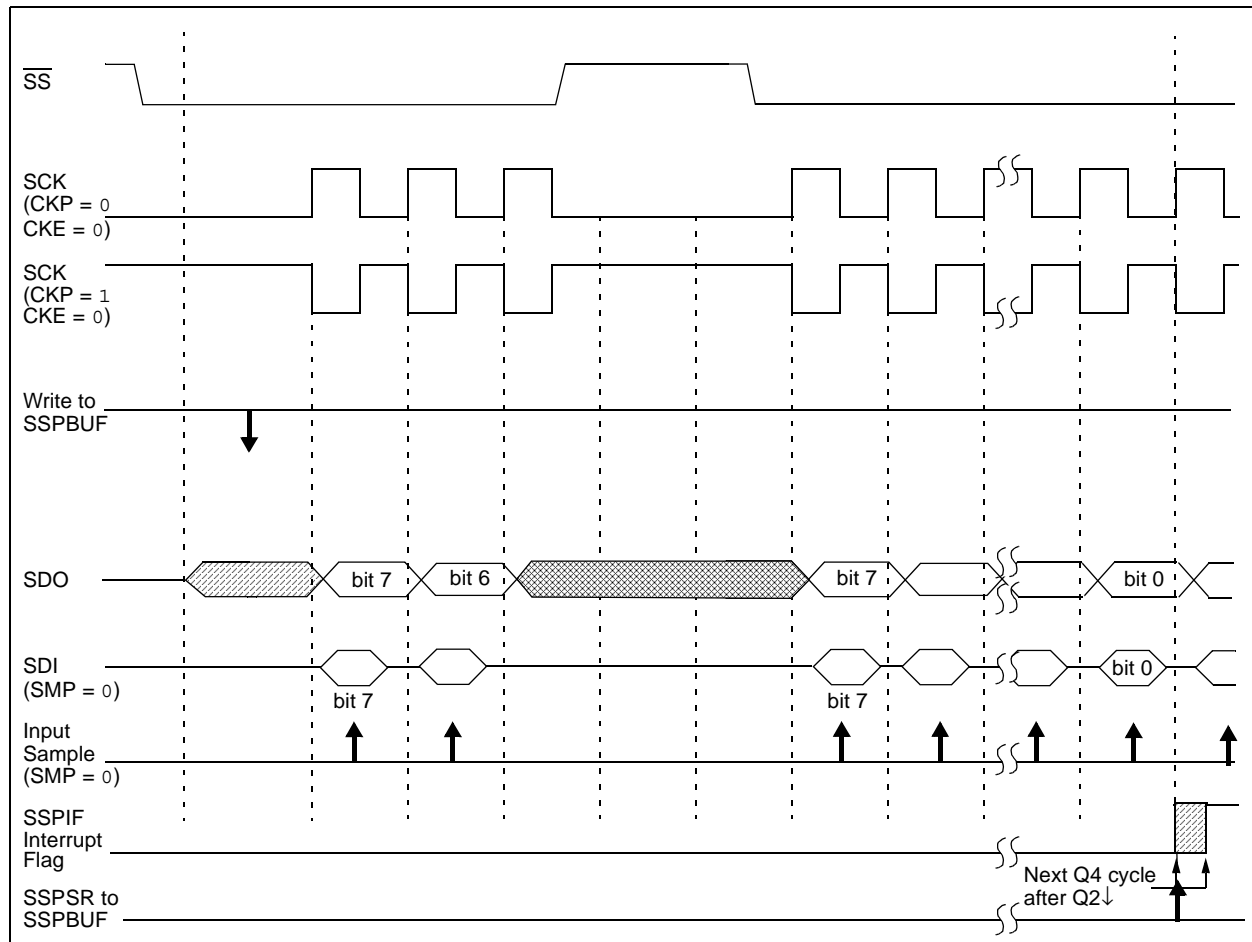 SS
SCK
(CKP = 0
CKE = 0)
SCK
(CKP = 1
CKE = 0)
Write to
SSPBUF
SDO
bit 7
bit 6
bit 7
bit 0
SDI
(SMP = 0)
bit 7
bit 7
bit 0
Input
Sample
(SMP = 0)
SSPIF
Interrupt
Flag
Next Q4 cycle
after Q2↓
SSPSR to
SSPBUF